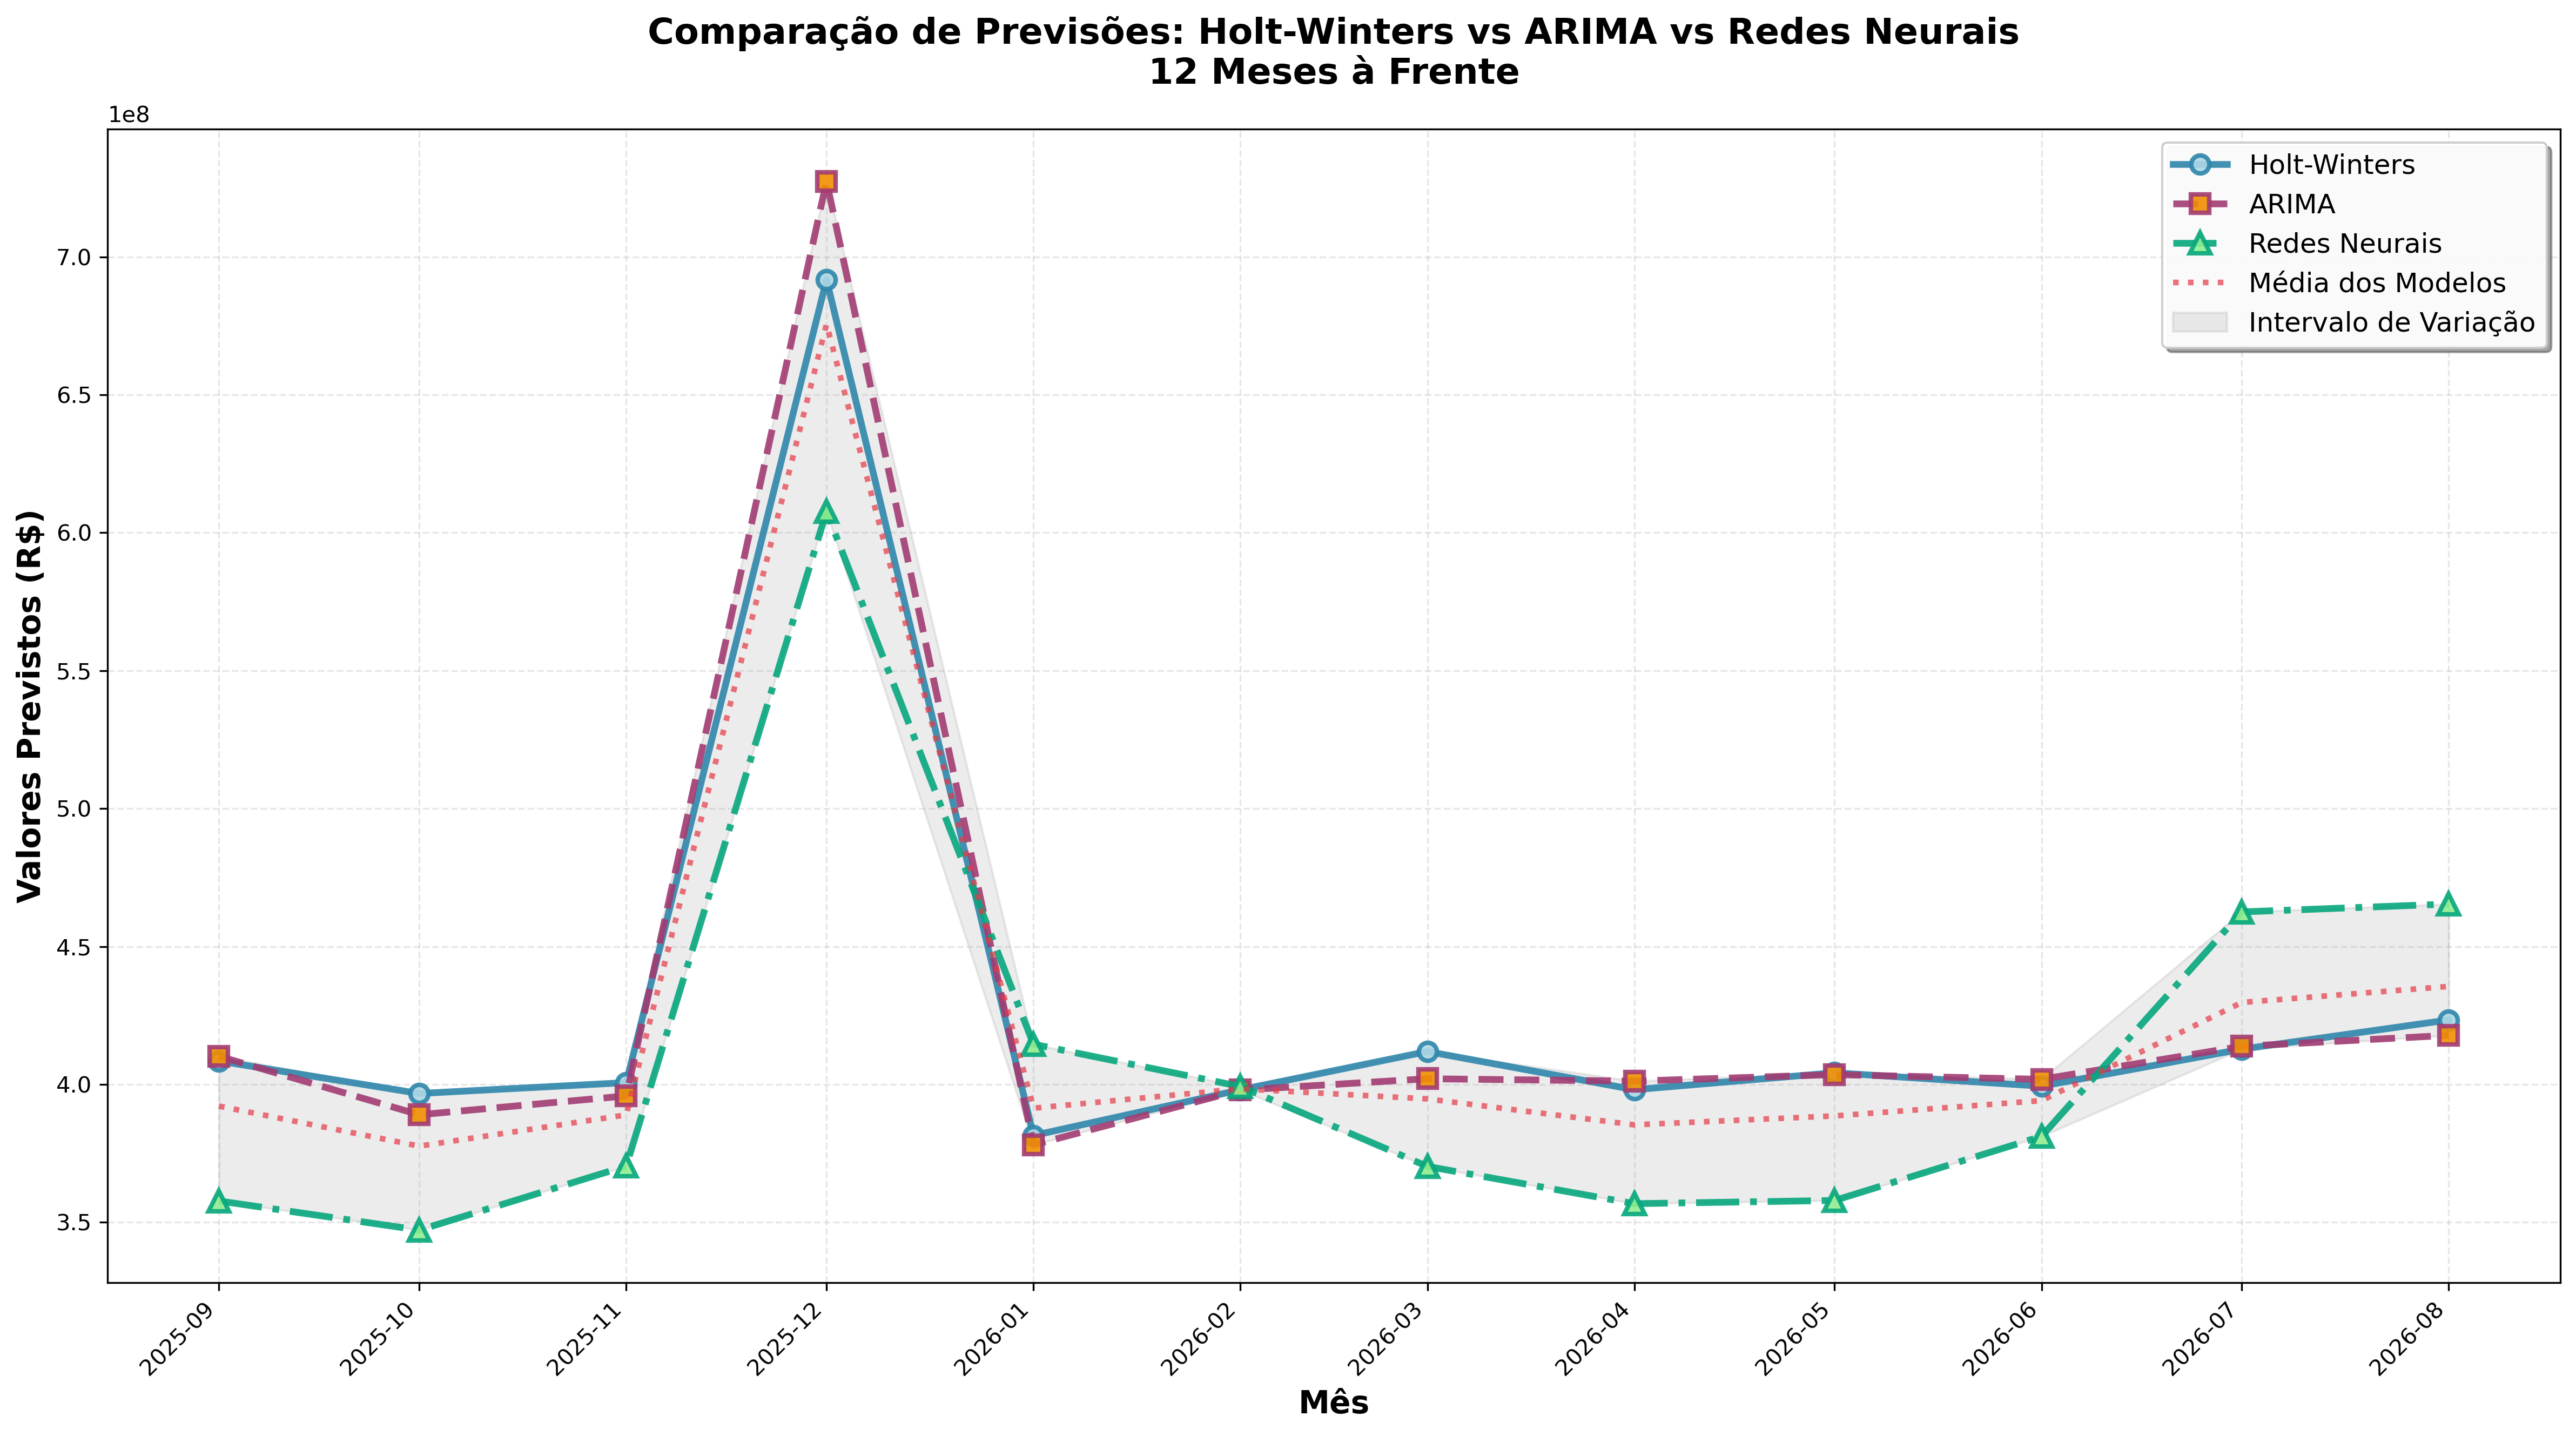 Comparação de Previsões: Holt-Winters vs ARIMA vs Redes Neurais
12 Meses à Frente
1e8
Holt-Winters
ARIMA
Redes Neurais
Média dos Modelos
Intervalo de Variação
7.0
6.5
6.0
5.5
5.0
4.5
4.0
3.5
Valores Previstos (R$)
2025-09
2025-10
2025-11
2025-12
2026-01
2026-02
2026-03
2026-04
2026-05
2026-06
2026-07
2026-08
Mês